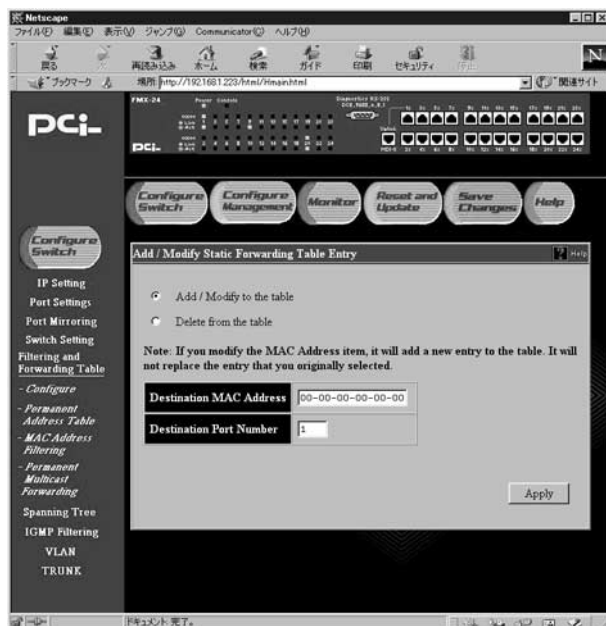 Netscape
ファイル(F) 編集(E) 表示(V) ジャンプ(G) Communicator(C) ヘルプ(H)
戻る 再読み込み ホーム 検索 ガイド 印刷 セキュリティ 停止
N
ブックマーク 場所: http://192.168.1.223/html/Hmain.html 関連サイト
PCi-
FMX-24
PCi-
Configure Switch
Configure Management
Monitor
Reset and Update
Save Changes
Help
Configure Switch
IP Setting
Port Settings
Port Mirroring
Switch Setting
Filtering and
Forwarding Table
- Configure
- Permanent
Address Table
- MAC Address
Filtering
- Permanent
Multicast
Forwarding
Spanning Tree
IGMP Filtering
VLAN
TRUNK
Add / Modify Static Forwarding Table Entry
? Help
Add / Modify to the table
Delete from the table
Note: If you modify the MAC Address item, it will add a new entry to the table. It will
not replace the entry that you originally selected.
Destination MAC Address 00-00-00-00-00-00
Destination Port Number 1
Apply
ドキュメント: 完了。